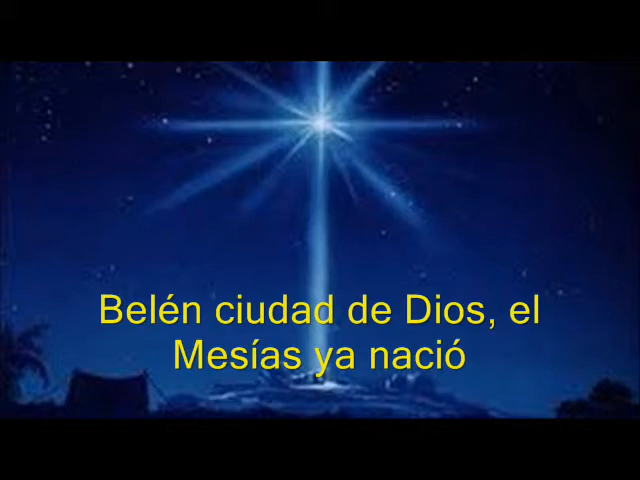 Belén ciudad de Dios, el
Mesías ya nació